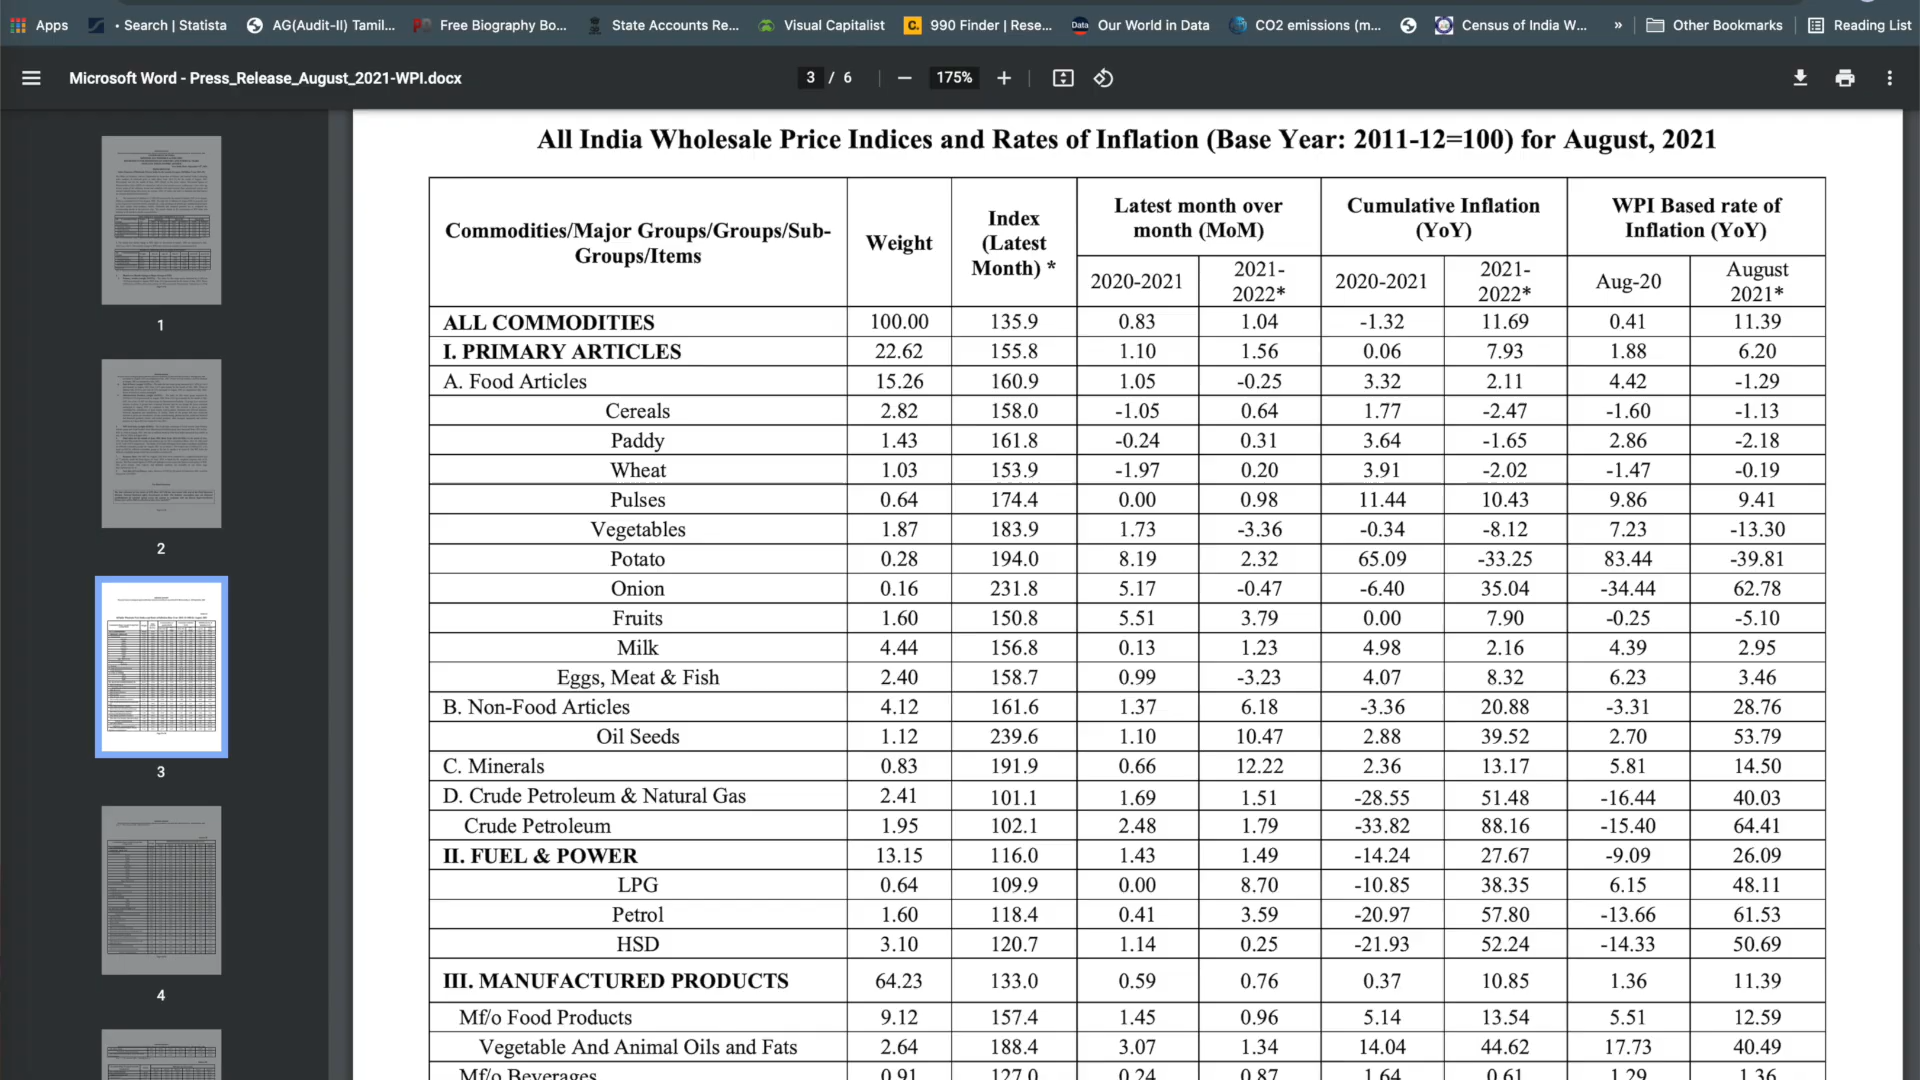 Apps · Search | Statista AG(Audit-II) Tamil... Free Biography Bo... State Accounts Re... Visual Capitalist 990 Finder | Rese... Our World in Data CO2 emissions (m... Census of India W... » Other Bookmarks Reading List
Microsoft Word - Press_Release_August_2021-WPI.docx 3 / 6 175%
1
2
3
4
All India Wholesale Price Indices and Rates of Inflation (Base Year: 2011-12=100) for August, 2021
Commodities/Major Groups/Groups/Sub-Groups/Items Weight Index (Latest Month) * Latest month over month (MoM) Cumulative Inflation (YoY) WPI Based rate of Inflation (YoY)
2020-2021 2021-2022* 2020-2021 2021-2022* Aug-20 August 2021*
ALL COMMODITIES 100.00 135.9 0.83 1.04 -1.32 11.69 0.41 11.39
I. PRIMARY ARTICLES 22.62 155.8 1.10 1.56 0.06 7.93 1.88 6.20
A. Food Articles 15.26 160.9 1.05 -0.25 3.32 2.11 4.42 -1.29
Cereals 2.82 158.0 -1.05 0.64 1.77 -2.47 -1.60 -1.13
Paddy 1.43 161.8 -0.24 0.31 3.64 -1.65 2.86 -2.18
Wheat 1.03 153.9 -1.97 0.20 3.91 -2.02 -1.47 -0.19
Pulses 0.64 174.4 0.00 0.98 11.44 10.43 9.86 9.41
Vegetables 1.87 183.9 1.73 -3.36 -0.34 -8.12 7.23 -13.30
Potato 0.28 194.0 8.19 2.32 65.09 -33.25 83.44 -39.81
Onion 0.16 231.8 5.17 -0.47 -6.40 35.04 -34.44 62.78
Fruits 1.60 150.8 5.51 3.79 0.00 7.90 -0.25 -5.10
Milk 4.44 156.8 0.13 1.23 4.98 2.16 4.39 2.95
Eggs, Meat & Fish 2.40 158.7 0.99 -3.23 4.07 8.32 6.23 3.46
B. Non-Food Articles 4.12 161.6 1.37 6.18 -3.36 20.88 -3.31 28.76
Oil Seeds 1.12 239.6 1.10 10.47 2.88 39.52 2.70 53.79
C. Minerals 0.83 191.9 0.66 12.22 2.36 13.17 5.81 14.50
D. Crude Petroleum & Natural Gas 2.41 101.1 1.69 1.51 -28.55 51.48 -16.44 40.03
Crude Petroleum 1.95 102.1 2.48 1.79 -33.82 88.16 -15.40 64.41
II. FUEL & POWER 13.15 116.0 1.43 1.49 -14.24 27.67 -9.09 26.09
LPG 0.64 109.9 0.00 8.70 -10.85 38.35 6.15 48.11
Petrol 1.60 118.4 0.41 3.59 -20.97 57.80 -13.66 61.53
HSD 3.10 120.7 1.14 0.25 -21.93 52.24 -14.33 50.69
III. MANUFACTURED PRODUCTS 64.23 133.0 0.59 0.76 0.37 10.85 1.36 11.39
Mf/o Food Products 9.12 157.4 1.45 0.96 5.14 13.54 5.51 12.59
Vegetable And Animal Oils and Fats 2.64 188.4 3.07 1.34 14.04 44.62 17.73 40.49
Mf/o Beverages 0.91 127.0 0.24 0.87 1.64 0.61 1.29 1.36